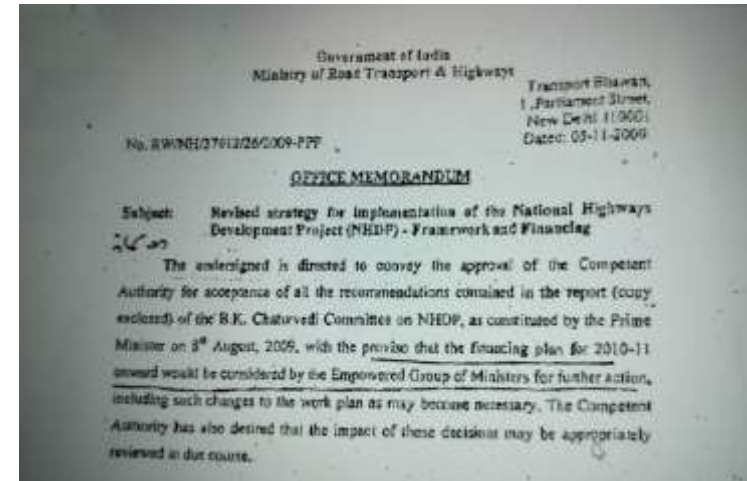 Government of India
Ministry of Road Transport & Highways
Transport Bhawan,
1, Parliament Street,
New Delhi 110001
Dated: 05-11-2009
No. RW/NH/37012/26/2009-PPP
OFFICE MEMORANDUM
Subject: Revised strategy for implementation of the National Highways
Development Project (NHDP) - Framework and Financing
The undersigned is directed to convey the approval of the Competent
Authority for acceptance of all the recommendations contained in the report (copy
enclosed) of the B.K. Chaturvedi Committee on NHDP, as constituted by the Prime
Minister on August, 2009, with the proviso that the financing plan for 2010-11
onward would be considered by the Empowered Group of Ministers for further action,
including such changes to the work plan as may become necessary. The Competent
Authority has also desired that the impact of these decisions may be appropriately
reviewed in due course.